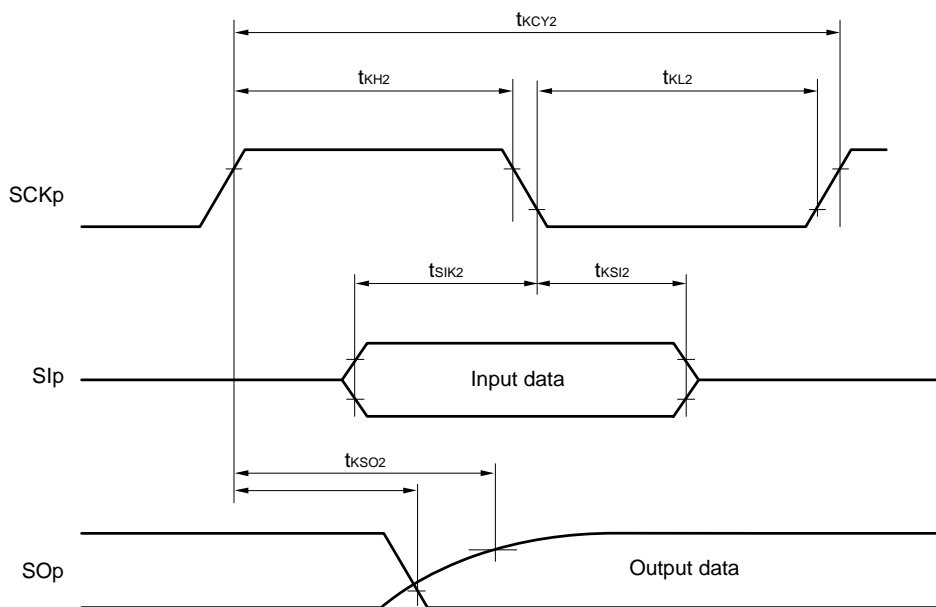 tKCY2
tKH2
tKL2
SCKp
tSIK2
tKSI2
SIp
Input data
tKSO2
SOp
Output data